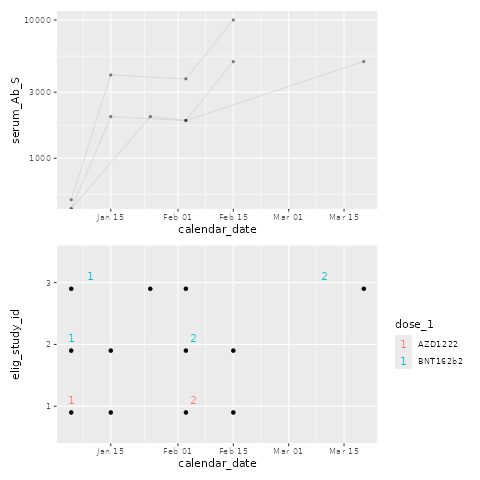 10000
3000
1000
serum_Ab_S
Jan 15
Feb 01
Feb 15
Mar 01
Mar 15
calendar_date
1
2
3
1
2
1
2
2
1
elig_study_id
Jan 15
Feb 01
Feb 15
Mar 01
Mar 15
calendar_date
dose_1
1 AZD1222
1 BNT162b2